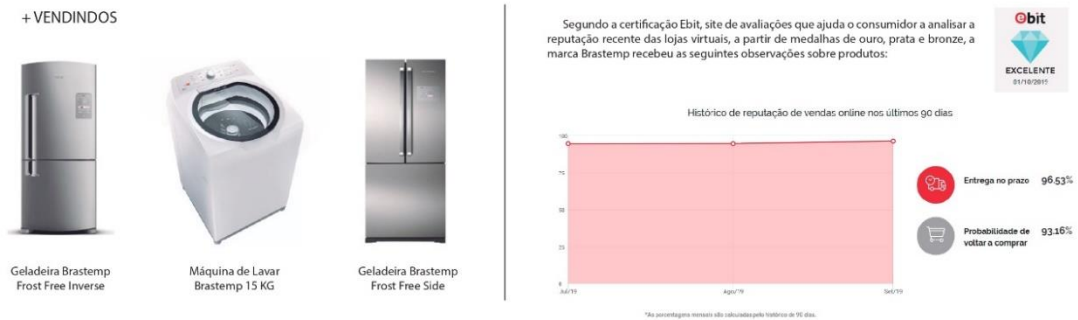 + VENDINDOS
Geladeira Brastemp
Frost Free Inverse
Máquina de Lavar
Brastemp 15 KG
Geladeira Brastemp
Frost Free Side
Segundo a certificação Ebit, site de avaliações que ajuda o consumidor a analisar a
reputação recente das lojas virtuais, a partir de medalhas de ouro, prata e bronze, a
marca Brastemp recebeu as seguintes observações sobre produtos:
ebit
EXCELENTE
01/10/2019
Histórico de reputação de vendas online nos últimos 90 dias
100
75
50
25
0
Jul/19
Ago/19
Set/19
Entrega no prazo 96.53%
Probabilidade de 93.16%
voltar a comprar
*As porcentagens mensais são calculadas pelo histórico de 90 dias.